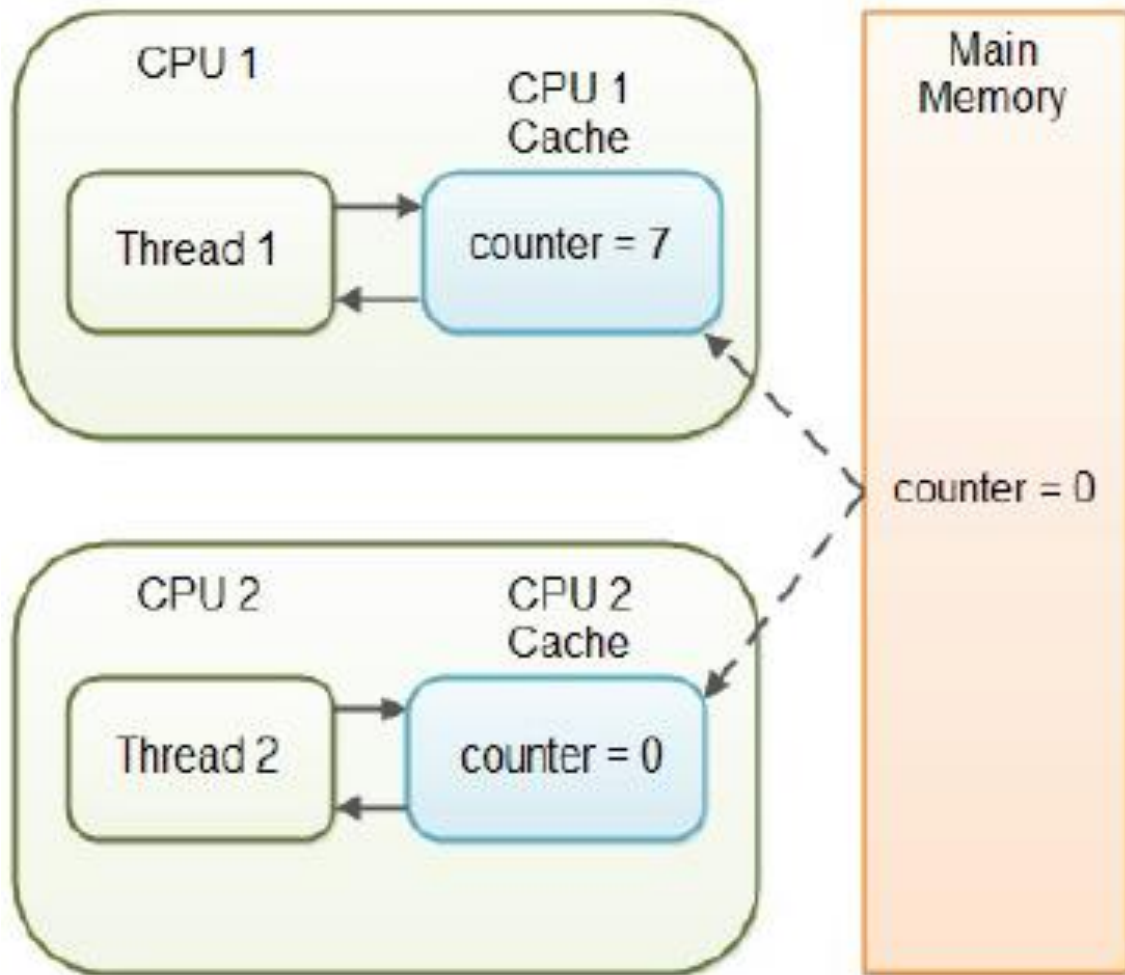 CPU 1
CPU 1
Cache
Thread 1
counter = 7
Main
Memory
counter = 0
CPU 2
CPU 2
Cache
Thread 2
counter = 0